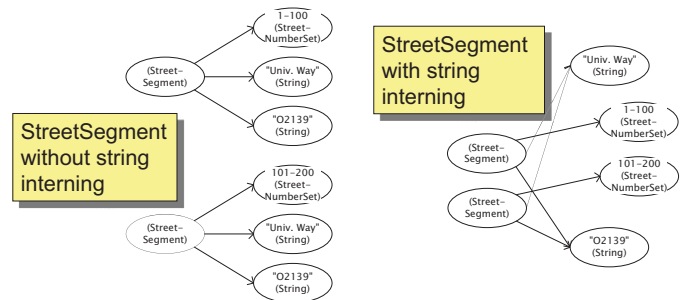 1-100
(Street-
NumberSet)
(Street-
Segment)
"Univ. Way"
(String)
"O2139"
(String)
StreetSegment
without string
interning
101-200
(Street-
NumberSet)
(Street-
Segment)
"Univ. Way"
(String)
"O2139"
(String)
StreetSegment
with string
interning
"Univ. Way"
(String)
1-100
(Street-
NumberSet)
(Street-
Segment)
101-200
(Street-
NumberSet)
(Street-
Segment)
"O2139"
(String)